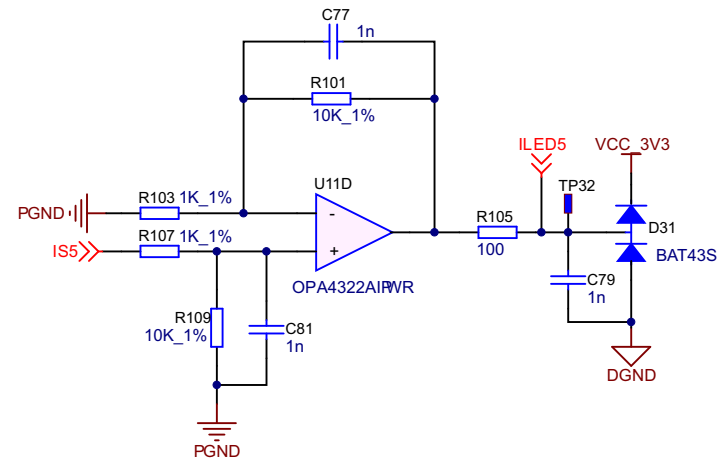 C77
1n
R101
10K_1%
ILED5
VCC_3V3
U11D
TP32
R103 1K_1%
PGND
-
R105
D31
R107 1K_1%
IS5
+
100
BAT43S
OPA4322AIPWR
C79
1n
R109
10K_1%
C81
1n
DGND
PGND